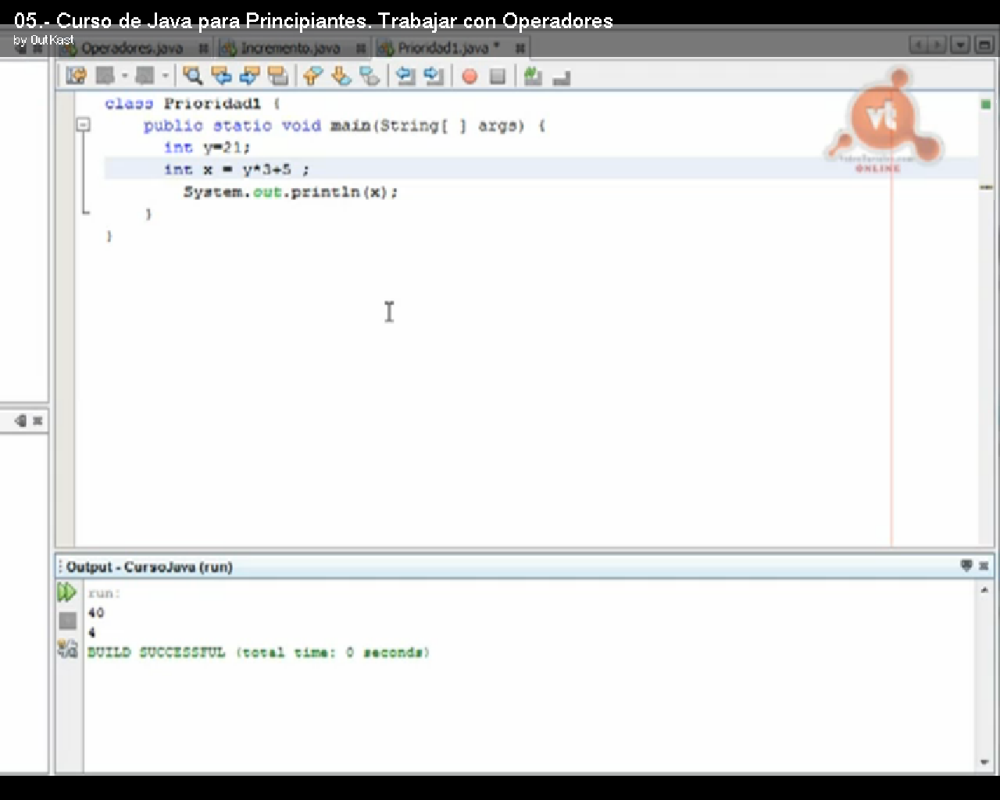 05.- Curso de Java para Principiantes. Trabajar con Operadores
by OutKast
Operadores.java Incremento.java Prioridad1.java *
class Prioridad1 {
public static void main(String[ ] args) {
int y=21;
int x = y*3+5 ;
System.out.println(x);
}
}
vt
ONLINE
Output - CursoJava (run)
run:
40
4
BUILD SUCCESSFUL (total time: 0 seconds)